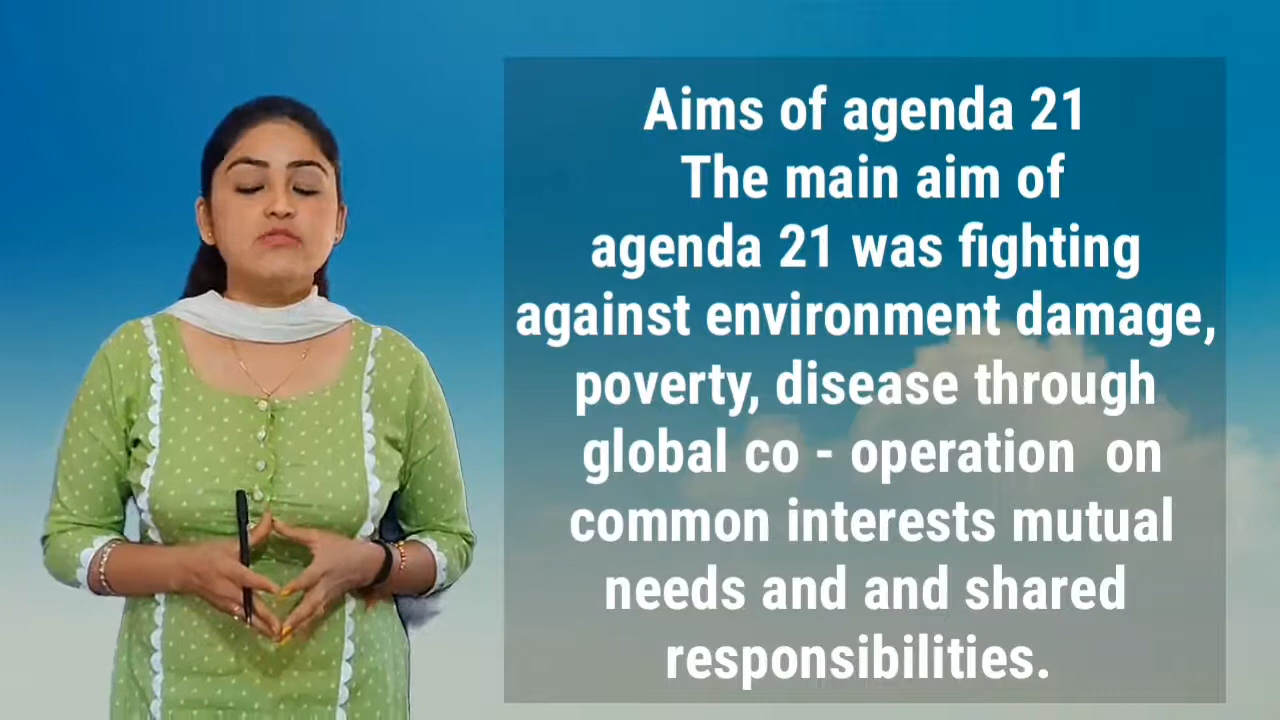 Aims of agenda 21
The main aim of
agenda 21 was fighting
against environment damage,
poverty, disease through
global co - operation  on
common interests mutual
needs and and shared
responsibilities.